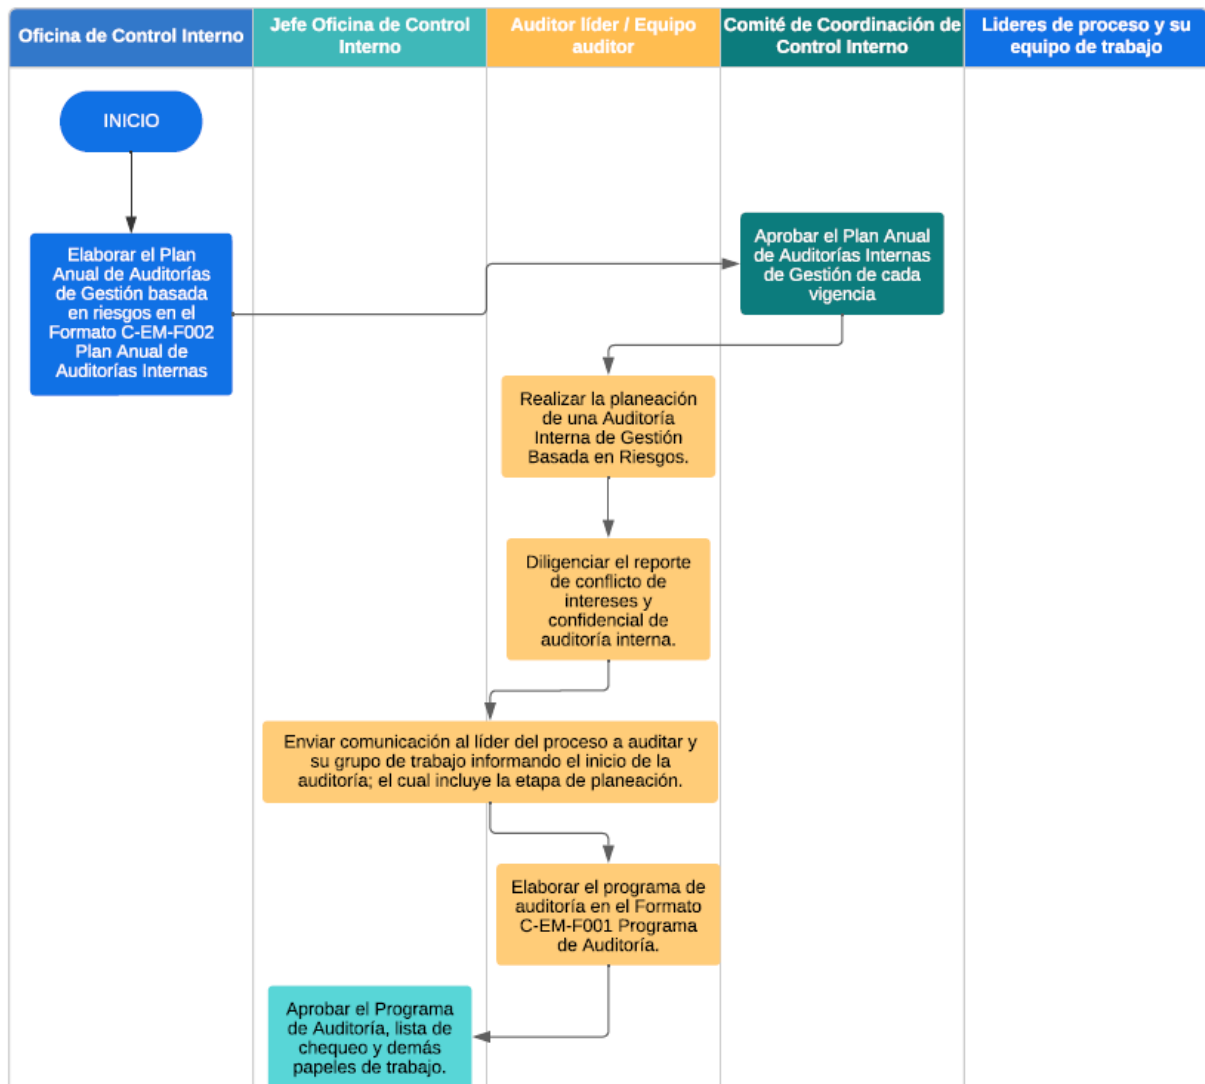 Oficina de Control Interno
Jefe Oficina de Control
Interno
Auditor líder / Equipo
auditor
Comité de Coordinación de
Control Interno
Lideres de proceso y su
equipo de trabajo
INICIO
Elaborar el Plan
Anual de Auditorías
de Gestión basada
en riesgos en el
Formato C-EM-F002
Plan Anual de
Auditorías Internas
Aprobar el Plan Anual
de Auditorías Internas
de Gestión de cada
vigencia
Realizar la planeación
de una Auditoría
Interna de Gestión
Basada en Riesgos.
Diligenciar el reporte
de conflicto de
intereses y
confidencial de
auditoría interna.
Enviar comunicación al líder del proceso a auditar y
su grupo de trabajo informando el inicio de la
auditoría; el cual incluye la etapa de planeación.
Elaborar el programa de
auditoría en el Formato
C-EM-F001 Programa
de Auditoría.
Aprobar el Programa
de Auditoría, lista de
chequeo y demás
papeles de trabajo.